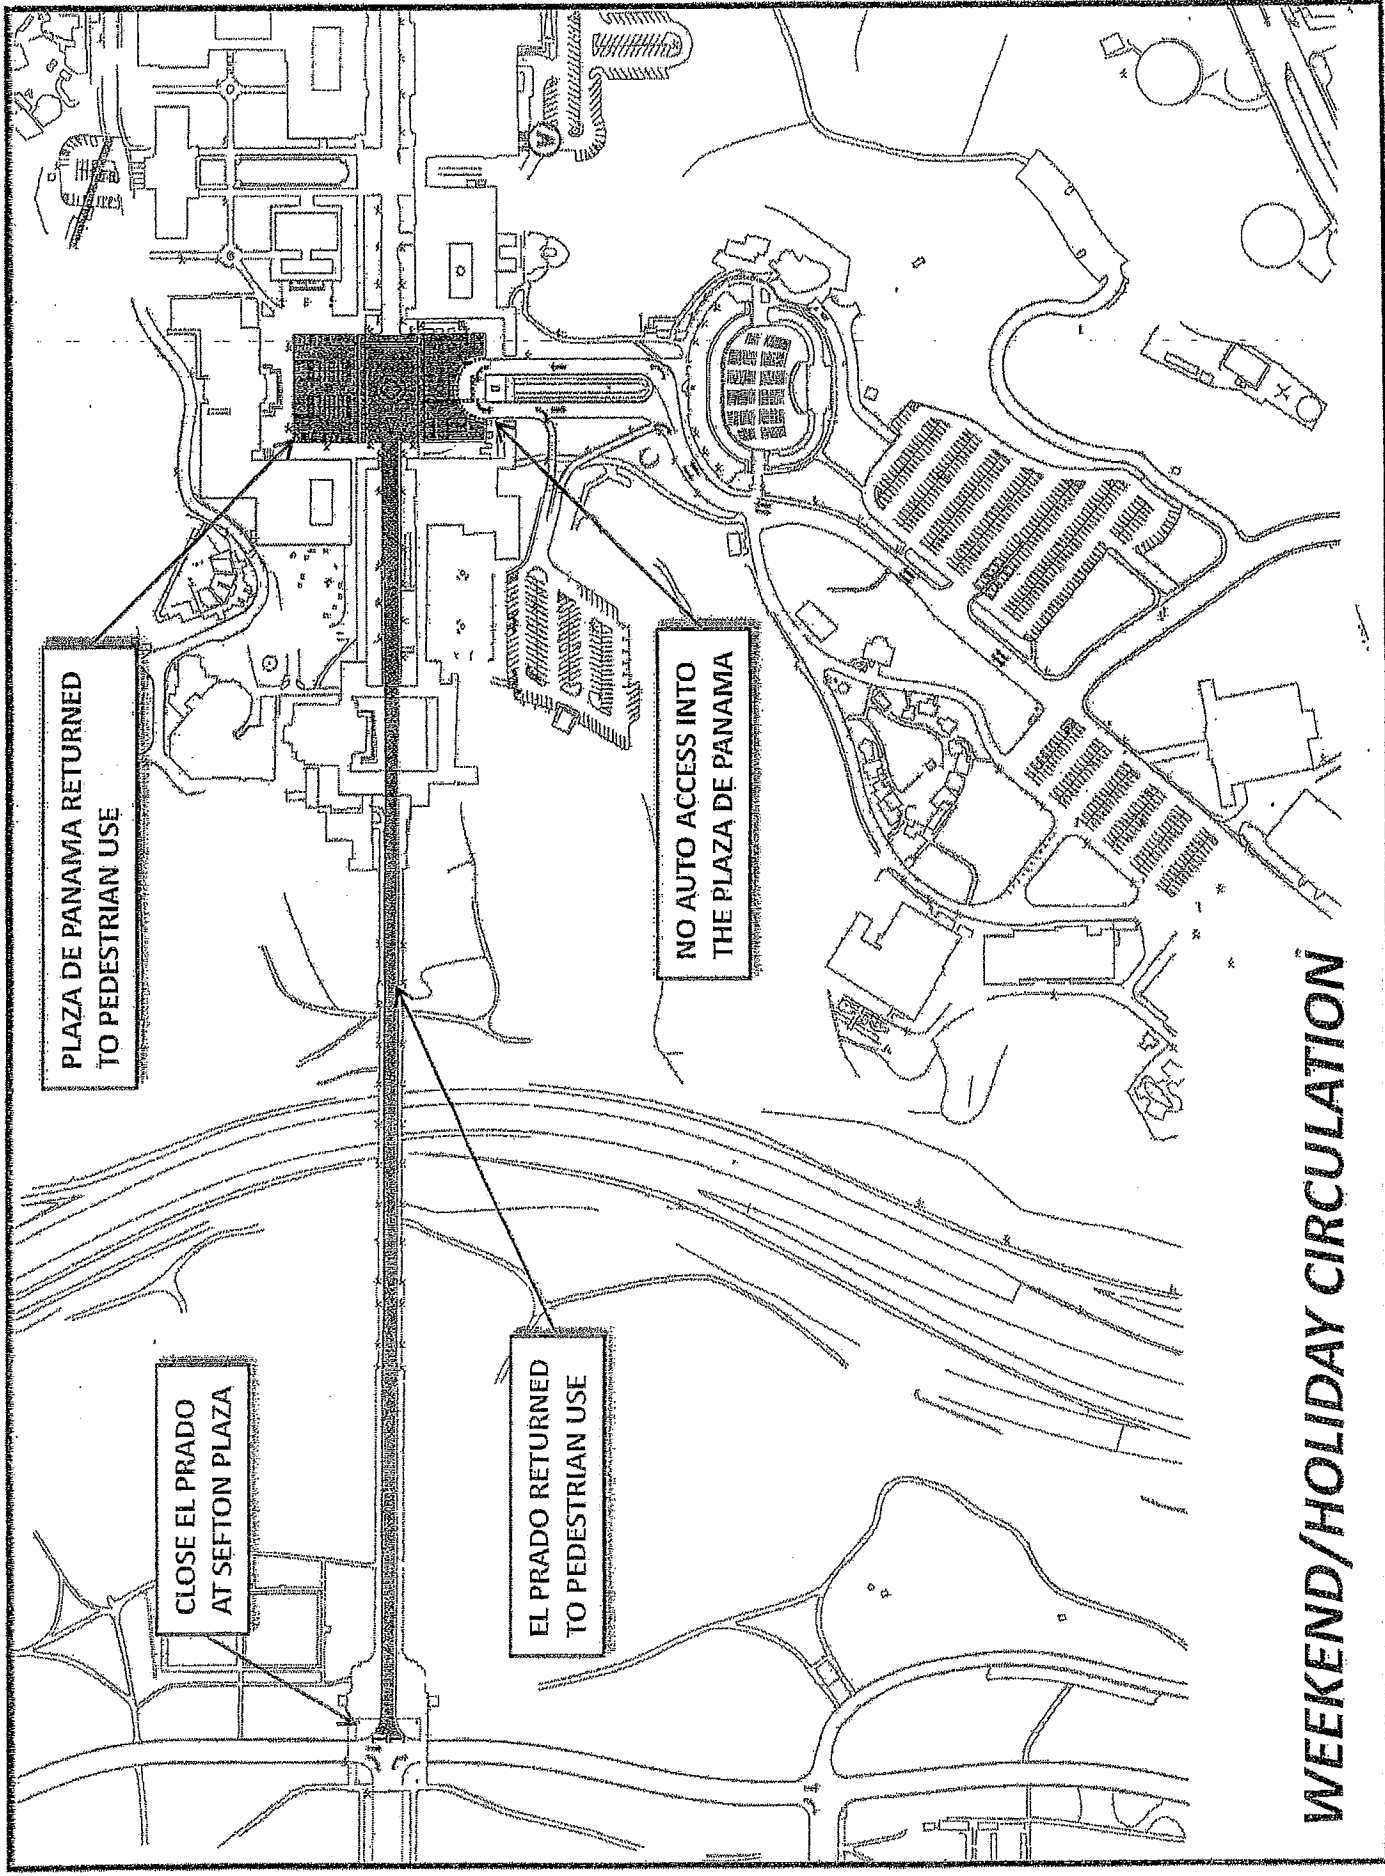 PLAZA DE PANAMA RETURNED
TO PEDESTRIAN USE
CLOSE EL PRADO
AT SEFTON PLAZA
EL PRADO RETURNED
TO PEDESTRIAN USE
NO AUTO ACCESS INTO
THE PLAZA DE PANAMA
A
WEEKEND/HOLIDAY CIRCULATION